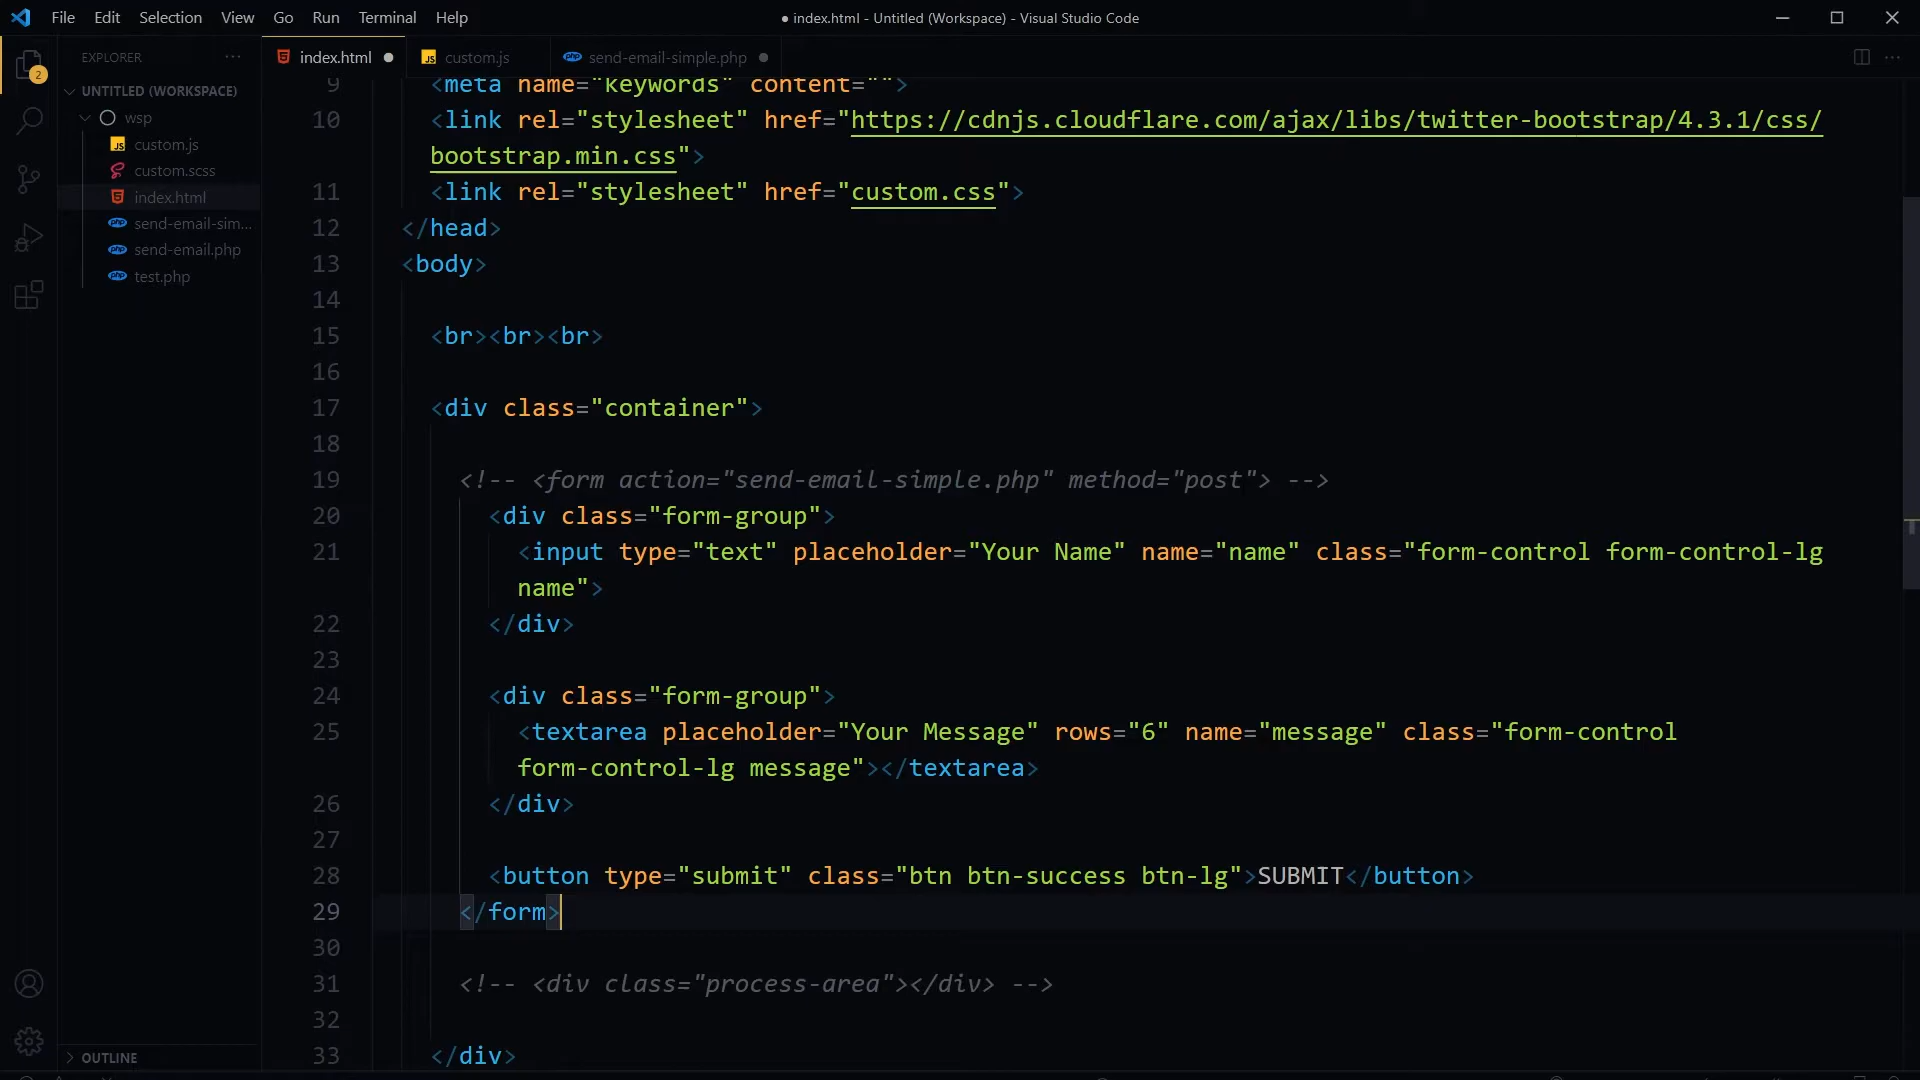 File Edit Selection View Go Run Terminal Help
● index.html - Untitled (Workspace) - Visual Studio Code
EXPLORER
2
UNTITLED (WORKSPACE)
wsp
custom.js
custom.scss
index.html
send-email-sim...
send-email.php
test.php
OUTLINE
index.html
custom.js
send-email-simple.php
9 <meta name="keywords" content="">
10 <link rel="stylesheet" href="https://cdnjs.cloudflare.com/ajax/libs/twitter-bootstrap/4.3.1/css/
bootstrap.min.css">
11 <link rel="stylesheet" href="custom.css">
12 </head>
13 <body>
14
15 <br><br><br>
16
17 <div class="container">
18
19 <!-- <form action="send-email-simple.php" method="post"> -->
20 <div class="form-group">
21 <input type="text" placeholder="Your Name" name="name" class="form-control form-control-lg
name">
22 </div>
23
24 <div class="form-group">
25 <textarea placeholder="Your Message" rows="6" name="message" class="form-control
form-control-lg message"></textarea>
26 </div>
27
28 <button type="submit" class="btn btn-success btn-lg">SUBMIT</button>
29 </form>
30
31 <!-- <div class="process-area"></div> -->
32
33 </div>